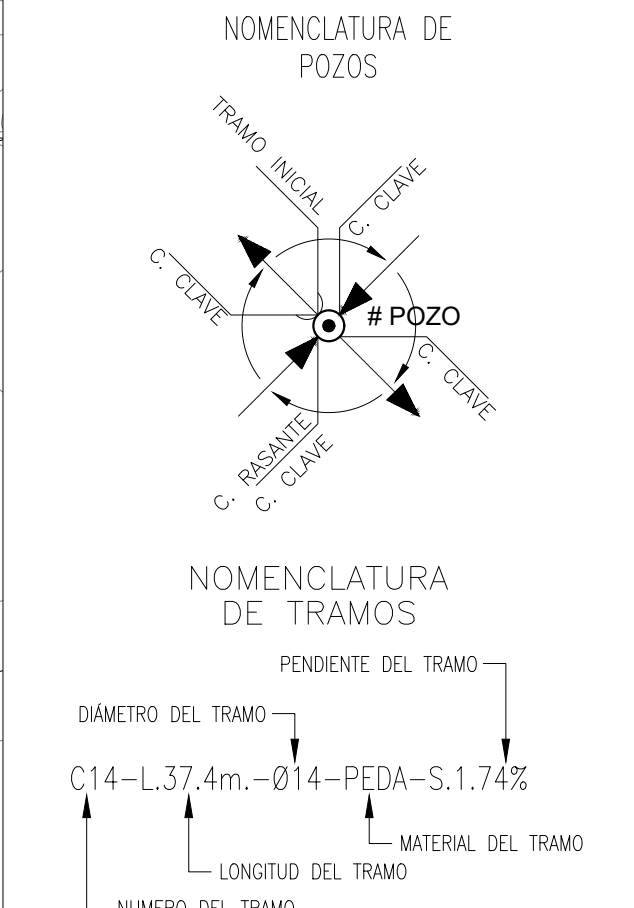 NOMENCLATURA DE
POZOS
TRAMO INICIAL
C. CLAVE
C. CLAVE
# POZO
C. CLAVE
C. RASANTE
C. CLAVE
NOMENCLATURA
DE TRAMOS
PENDIENTE DEL TRAMO
DIÁMETRO DEL TRAMO
C14-L.37.4m.-Ø14-PEDA-S.1.74%
MATERIAL DEL TRAMO
LONGITUD DEL TRAMO
NUMERO DEL TRAMO